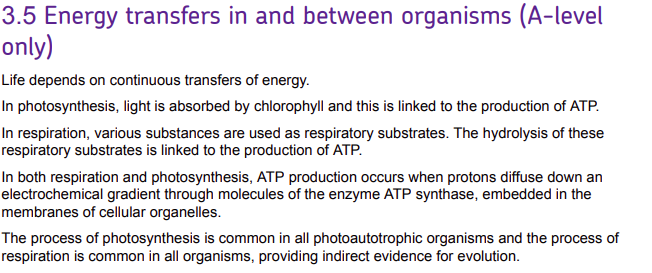 3.5 Energy transfers in and between organisms (A-level
only)
Life depends on continuous transfers of energy.
In photosynthesis, light is absorbed by chlorophyll and this is linked to the production of ATP.
In respiration, various substances are used as respiratory substrates. The hydrolysis of these
respiratory substrates is linked to the production of ATP.
In both respiration and photosynthesis, ATP production occurs when protons diffuse down an
electrochemical gradient through molecules of the enzyme ATP synthase, embedded in the
membranes of cellular organelles.
The process of photosynthesis is common in all photoautotrophic organisms and the process of
respiration is common in all organisms, providing indirect evidence for evolution.